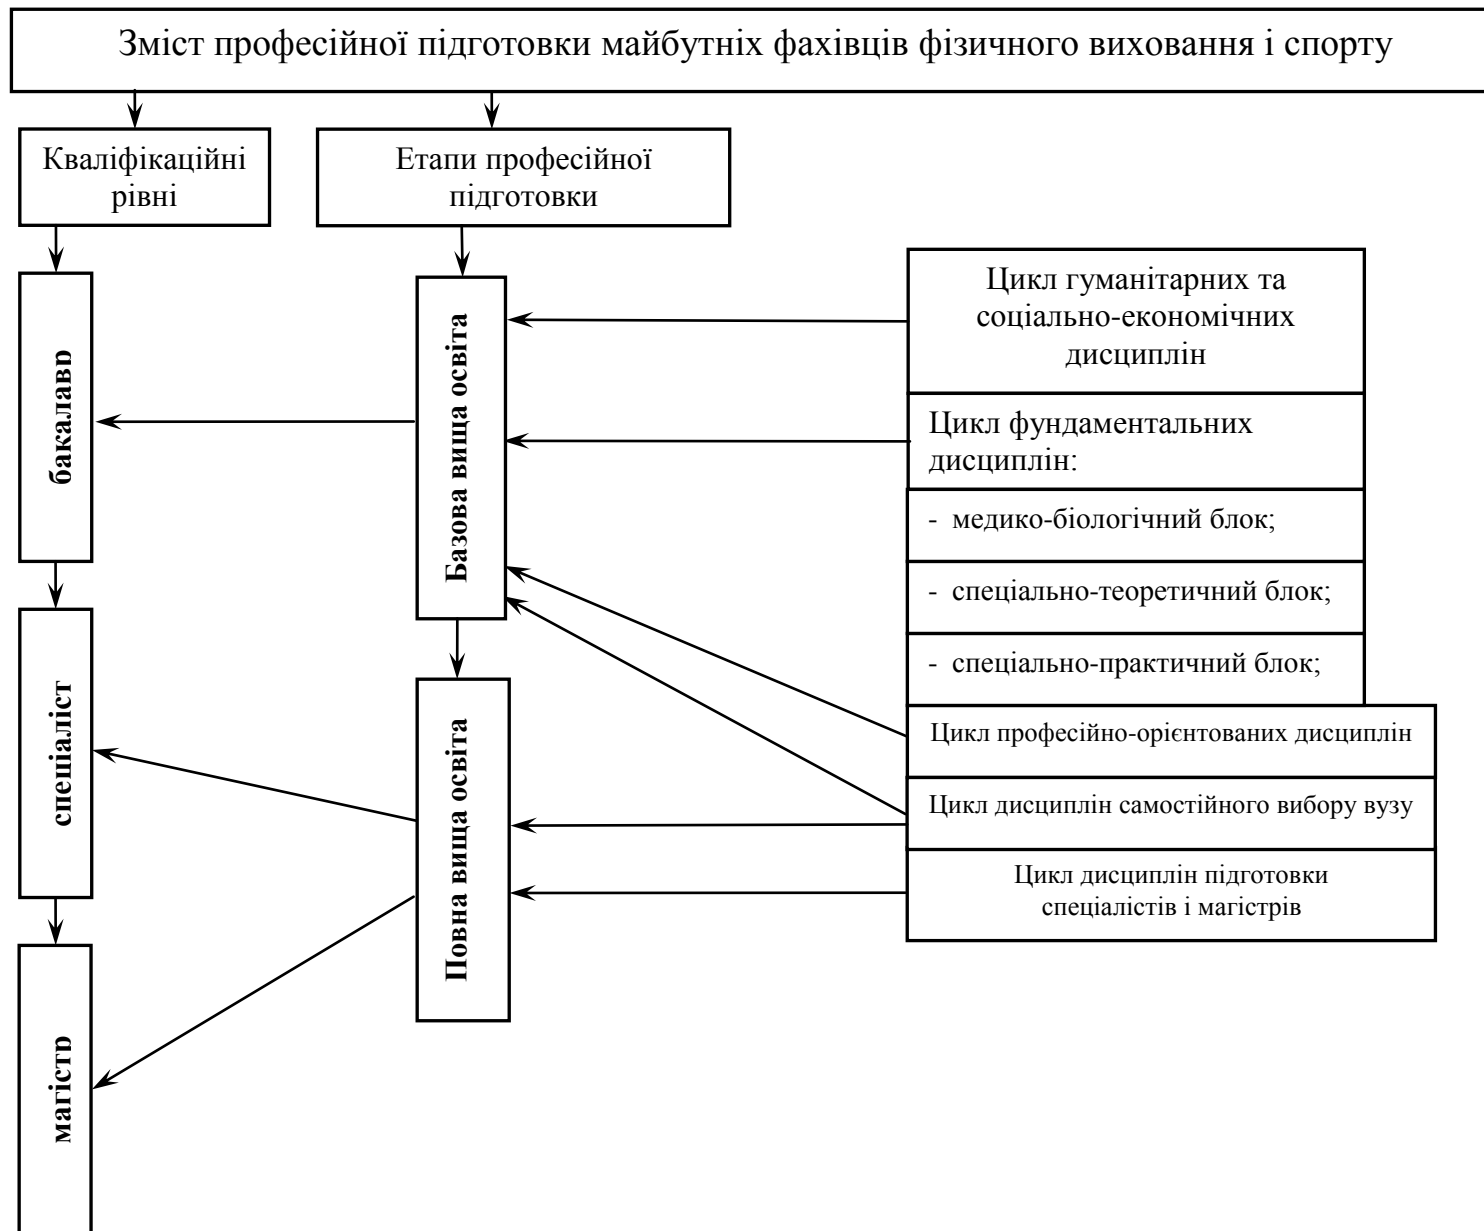 Зміст професійної підготовки майбутніх фахівців фізичного виховання і спорту
Кваліфікаційні
рівні
Етапи професійної
підготовки
бакалавр
спеціаліст
магістр
Базова вища освіта
Повна вища освіта
Цикл гуманітарних та
соціально-економічних
дисциплін
Цикл фундаментальних
дисциплін:
- медико-біологічний блок;
- спеціально-теоретичний блок;
- спеціально-практичний блок;
Цикл професійно-орієнтованих дисциплін
Цикл дисциплін самостійного вибору вузу
Цикл дисциплін підготовки
спеціалістів і магістрів